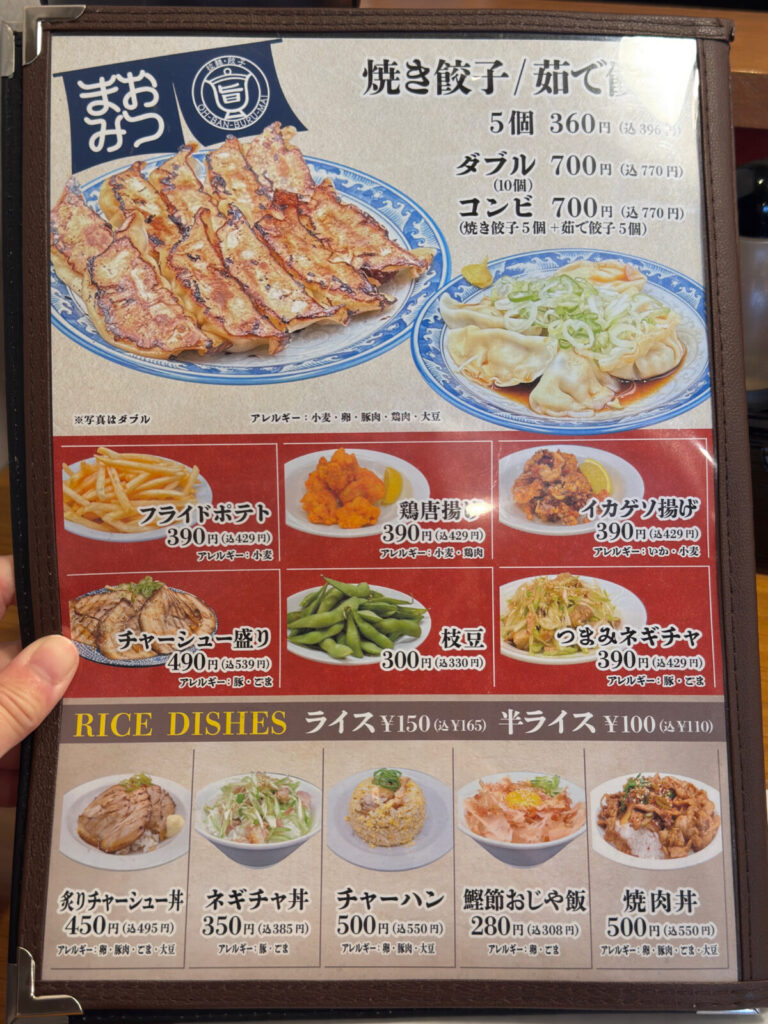 おつ
まみ
旨
OH-BAN-BURU-MAI
焼き餃子/茹で
5個 360円(込396円)
ダブル 700円(込770円)
(10個)
コンビ 700円(込770円)
(焼き餃子5個+茹で餃子5個)
※写真はダブル
アレルギー:小麦・卵・豚肉・鶏肉・大豆
フライドポテト
390円(込429円)
アレルギー:小麦
鶏唐揚げ
390円(込429円)
アレルギー:小麦・鶏肉
イカゲソ揚げ
390円(込429円)
アレルギー:いか・小麦
チャーシュー盛り
490円(込539円)
アレルギー:豚・ごま
枝豆
300円(込330円)
つまみネギチャ
390円(込429円)
アレルギー:豚・ごま
RICE DISHES ライス¥150(込¥165) 半ライス¥100(込¥110)
炙りチャーシュー丼
450円(込495円)
アレルギー:卵・豚肉・ごま・大豆
ネギチャ丼
350円(込385円)
アレルギー:豚・ごま
チャーハン
500円(込550円)
アレルギー:卵・豚肉・大豆
鰹節おじや飯
280円(込308円)
アレルギー:卵・ごま
焼肉丼
500円(込550円)
アレルギー:卵・豚肉・ごま・大豆